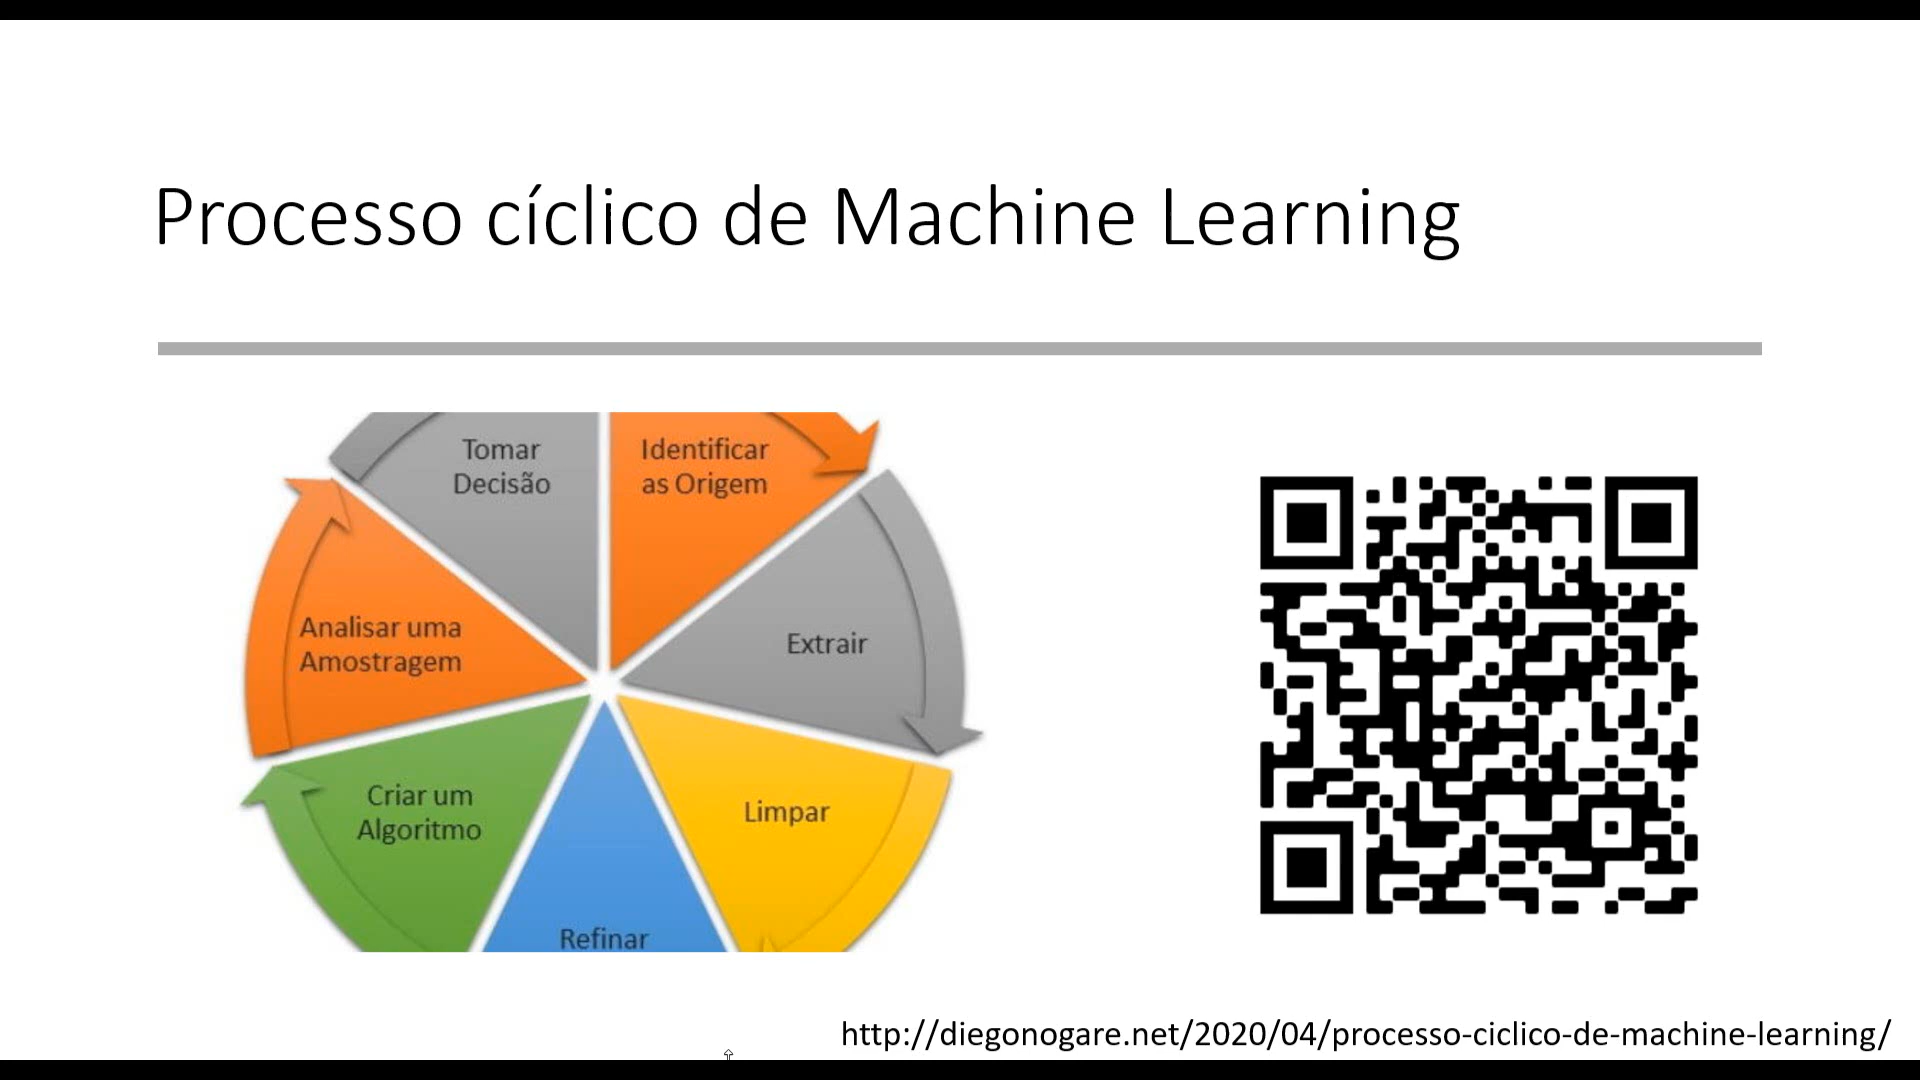 Processo cíclico de Machine Learning
Tomar
Decisão
Identificar
as Origem
Extrair
Limpar
Refinar
Criar um
Algoritmo
Analisar uma
Amostragem
http://diegonogare.net/2020/04/processo-ciclico-de-machine-learning/